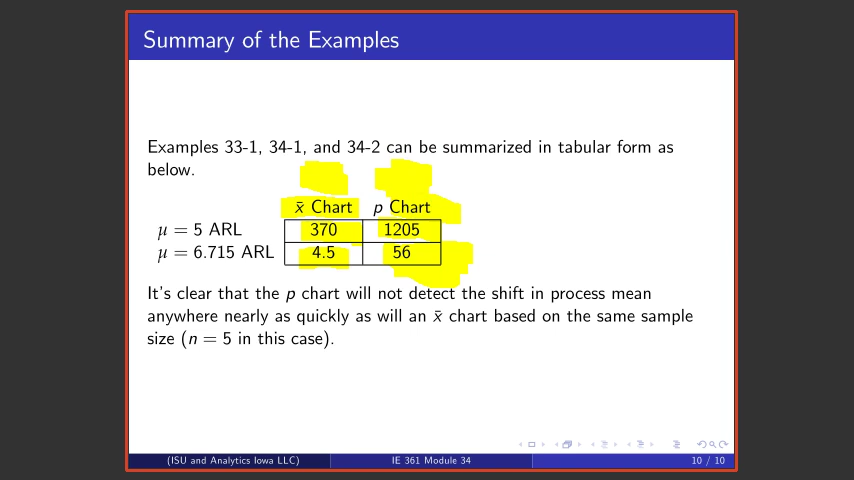 Summary of the Examples
Examples 33-1, 34-1, and 34-2 can be summarized in tabular form as
below.
x̄ Chart p Chart
μ = 5 ARL 370 1205
μ = 6.715 ARL 4.5 56
It's clear that the p chart will not detect the shift in process mean
anywhere nearly as quickly as will an x̄ chart based on the same sample
size (n = 5 in this case).
(ISU and Analytics Iowa LLC) IE 361 Module 34 10 / 10